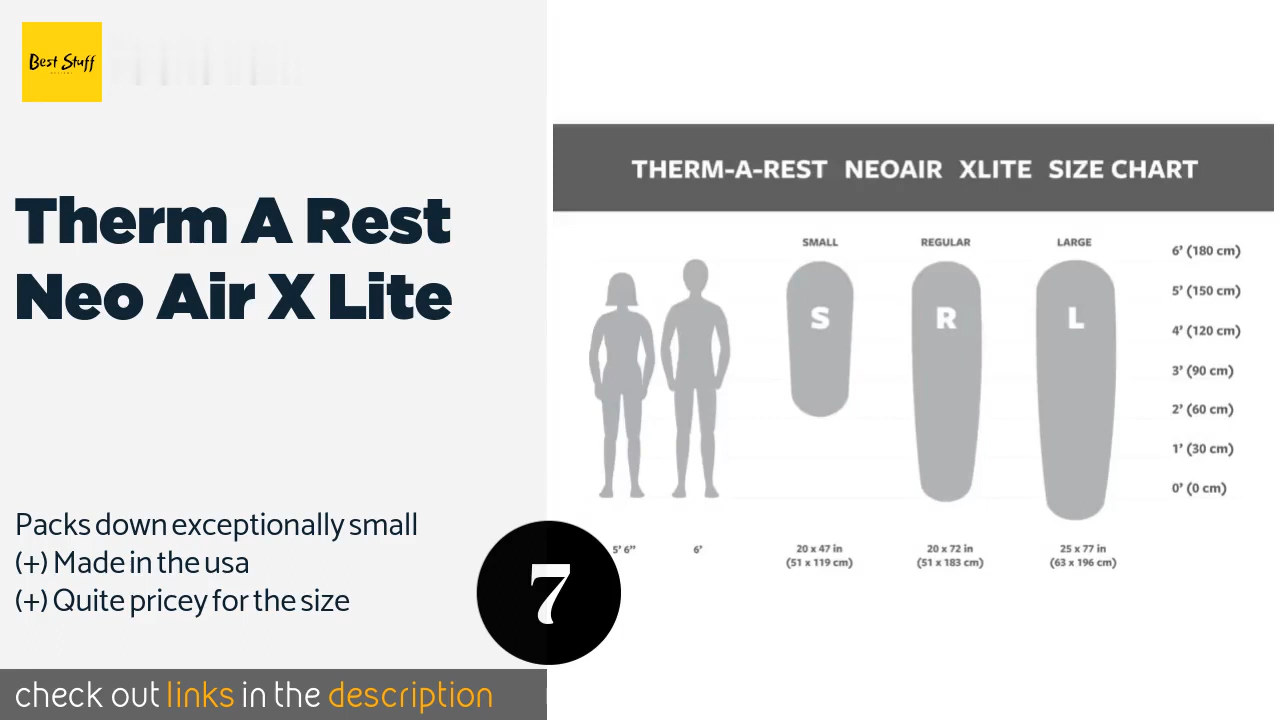 Best Stuff
Therm A Rest
Neo Air X Lite
Packs down exceptionally small
(+) Made in the usa
(+) Quite pricey for the size
7
check out links in the description
THERM-A-REST NEOAIR XLITE SIZE CHART
SMALL REGULAR LARGE
S R L
6' (180 cm)
5' (150 cm)
4' (120 cm)
3' (90 cm)
2' (60 cm)
1' (30 cm)
0' (0 cm)
5' 6" 6' 20 x 47 in 20 x 72 in 25 x 77 in
(51 x 119 cm) (51 x 183 cm) (63 x 196 cm)